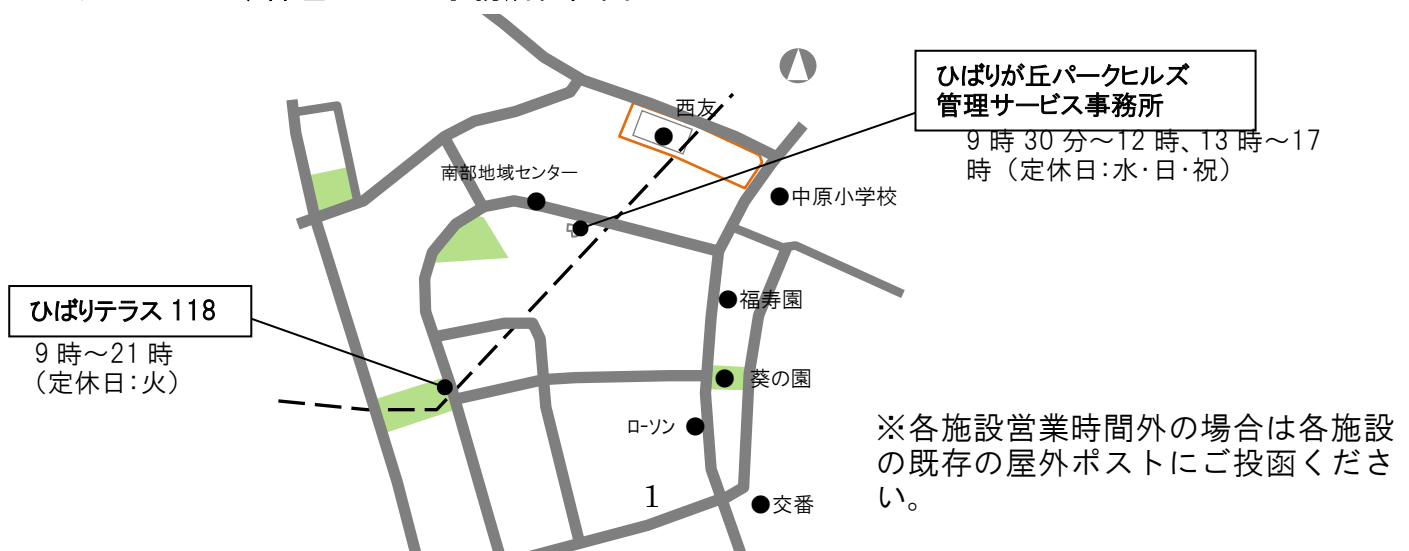 西友
ひばりが丘パークヒルズ
管理サービス事務所
9 時 30 分～12 時、13 時～17
時（定休日：水・日・祝）
南部地域センター
中原小学校
ひばりテラス 118
9 時～21 時
（定休日：火）
福寿園
葵の園
ローソン
※各施設営業時間外の場合は各施設
の既存の屋外ポストにご投函くださ
い。
1
交番